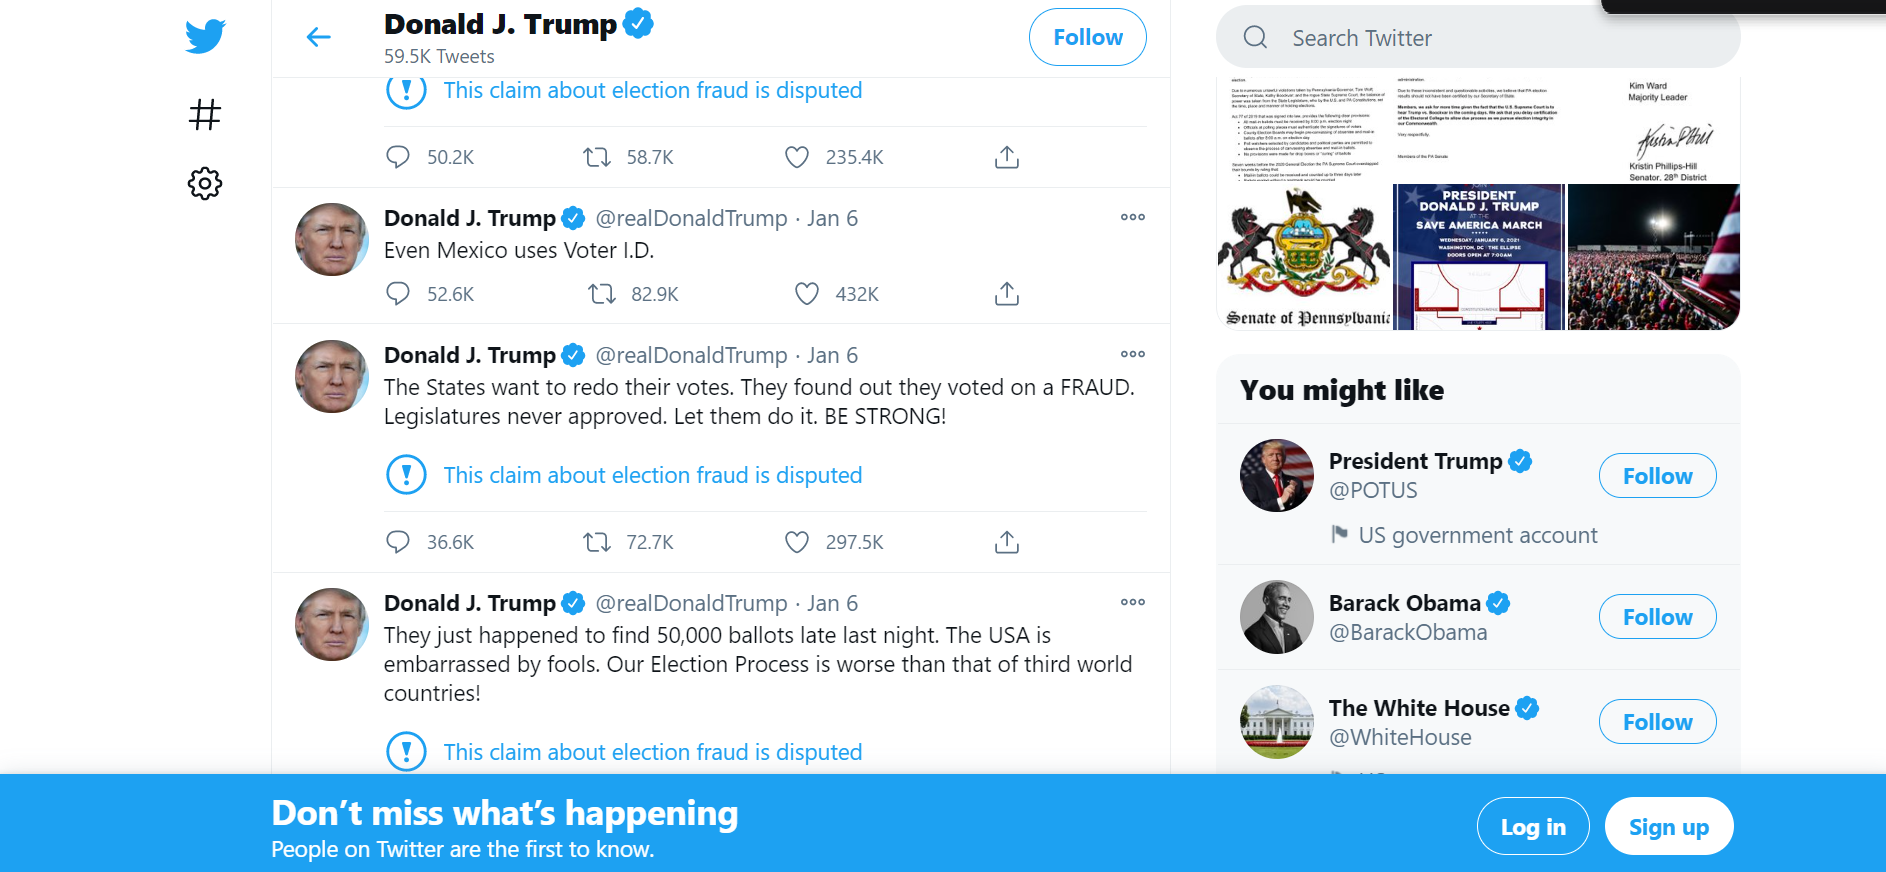 Donald J. Trump
59.5K Tweets
Follow
This claim about election fraud is disputed
50.2K 58.7K 235.4K
Donald J. Trump @realDonaldTrump · Jan 6
Even Mexico uses Voter I.D.
52.6K 82.9K 432K
Donald J. Trump @realDonaldTrump · Jan 6
The States want to redo their votes. They found out they voted on a FRAUD.
Legislatures never approved. Let them do it. BE STRONG!
This claim about election fraud is disputed
36.6K 72.7K 297.5K
Donald J. Trump @realDonaldTrump · Jan 6
They just happened to find 50,000 ballots late last night. The USA is
embarrassed by fools. Our Election Process is worse than that of third world
countries!
This claim about election fraud is disputed
Search Twitter
Kim Ward
Majority Leader
Kristin Phillips-Hill
Senator, 28th District
Very respectfully,
Members of the PA Senate
Senate of Pennsylvania
PRESIDENT
DONALD J. TRUMP
AT THE
SAVE AMERICA MARCH
WEDNESDAY, JANUARY 6, 2021
WASHINGTON, DC · THE ELLIPSE
DOORS OPEN AT 7:00AM
You might like
President Trump
@POTUS
Follow
US government account
Barack Obama
@BarackObama
Follow
The White House
@WhiteHouse
Follow
Don't miss what's happening
People on Twitter are the first to know.
Log in
Sign up